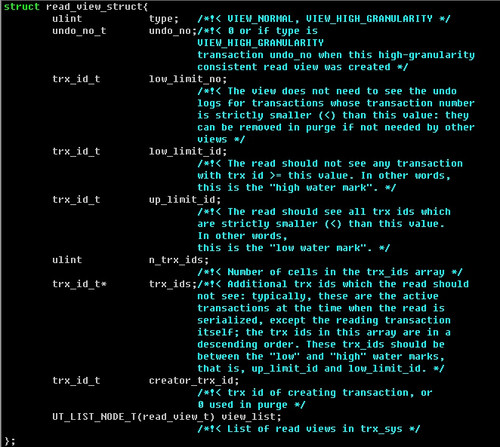 struct read_view_struct{
ulint type; /*!< VIEW_NORMAL, VIEW_HIGH_GRANULARITY */
undo_no_t undo_no;/*!< 0 or if type is
VIEW_HIGH_GRANULARITY
transaction undo_no when this high-granularity
consistent read view was created */
trx_id_t low_limit_no;
/*!< The view does not need to see the undo
logs for transactions whose transaction number
is strictly smaller (<) than this value: they
can be removed in purge if not needed by other
views */
trx_id_t low_limit_id;
/*!< The read should not see any transaction
with trx id >= this value. In other words,
this is the "high water mark". */
trx_id_t up_limit_id;
/*!< The read should see all trx ids which
are strictly smaller (<) than this value.
In other words,
this is the "low water mark". */
ulint n_trx_ids;
/*!< Number of cells in the trx_ids array */
trx_id_t* trx_ids;/*!< Additional trx ids which the read should
not see: typically, these are the active
transactions at the time when the read is
serialized, except the reading transaction
itself; the trx ids in this array are in a
descending order. These trx_ids should be
between the "low" and "high" water marks,
that is, up_limit_id and low_limit_id. */
trx_id_t creator_trx_id;
/*!< trx id of creating transaction, or
0 used in purge */
UT_LIST_NODE_T(read_view_t) view_list;
/*!< List of read views in trx_sys */
};